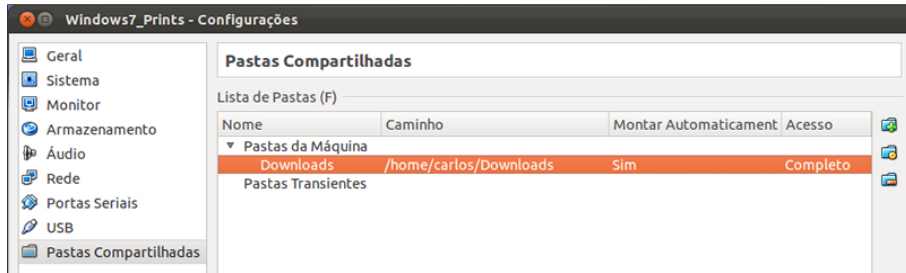 Windows7_Prints - Configurações
Geral
Sistema
Monitor
Armazenamento
Áudio
Rede
Portas Seriais
USB
Pastas Compartilhadas
Pastas Compartilhadas
Lista de Pastas (F)
Nome Caminho Montar Automaticament Acesso
Pastas da Máquina
Downloads /home/carlos/Downloads Sim Completo
Pastas Transientes